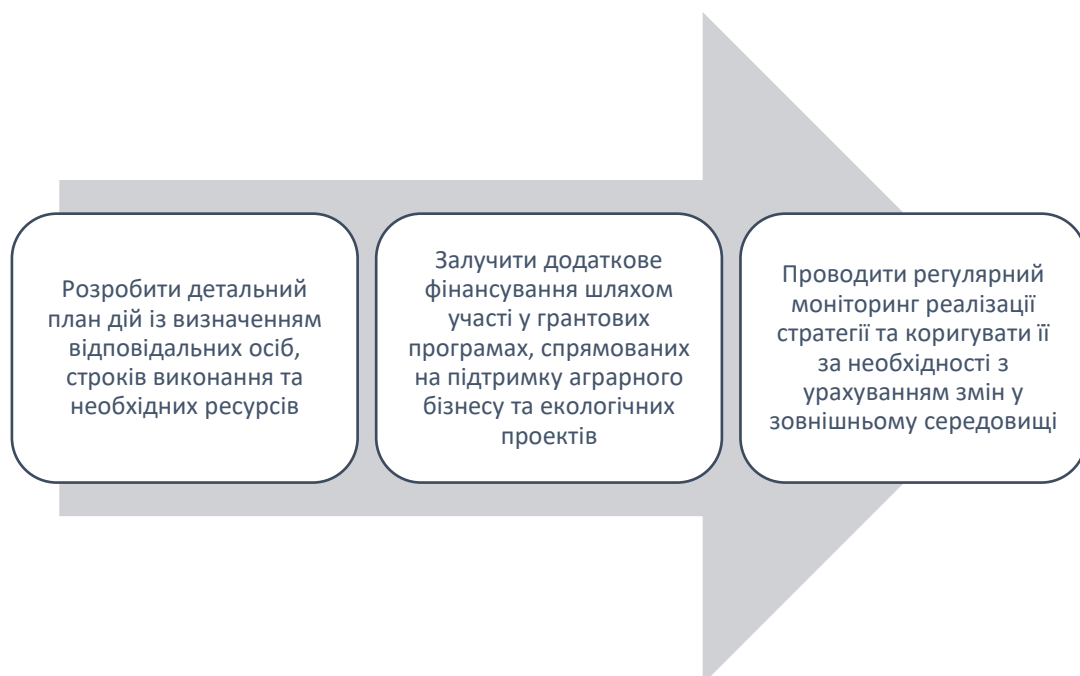 Розробити детальний
план дій із визначенням
відповідальних осіб,
строків виконання та
необхідних ресурсів
Залучити додаткове
фінансування шляхом
участі у грантових
програмах, спрямованих
на підтримку аграрного
бізнесу та екологічних
проектів
Проводити регулярний
моніторинг реалізації
стратегії та коригувати її
за необхідності з
урахуванням змін у
зовнішньому середовищі